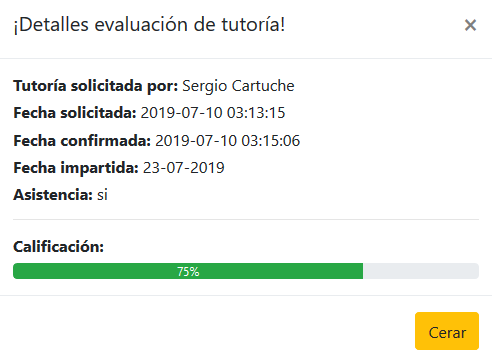 ¡Detalles evaluación de tutoría!
×
Tutoría solicitada por: Sergio Cartuche
Fecha solicitada: 2019-07-10 03:13:15
Fecha confirmada: 2019-07-10 03:15:06
Fecha impartida: 23-07-2019
Asistencia: si
Calificación:
75%
Cerar